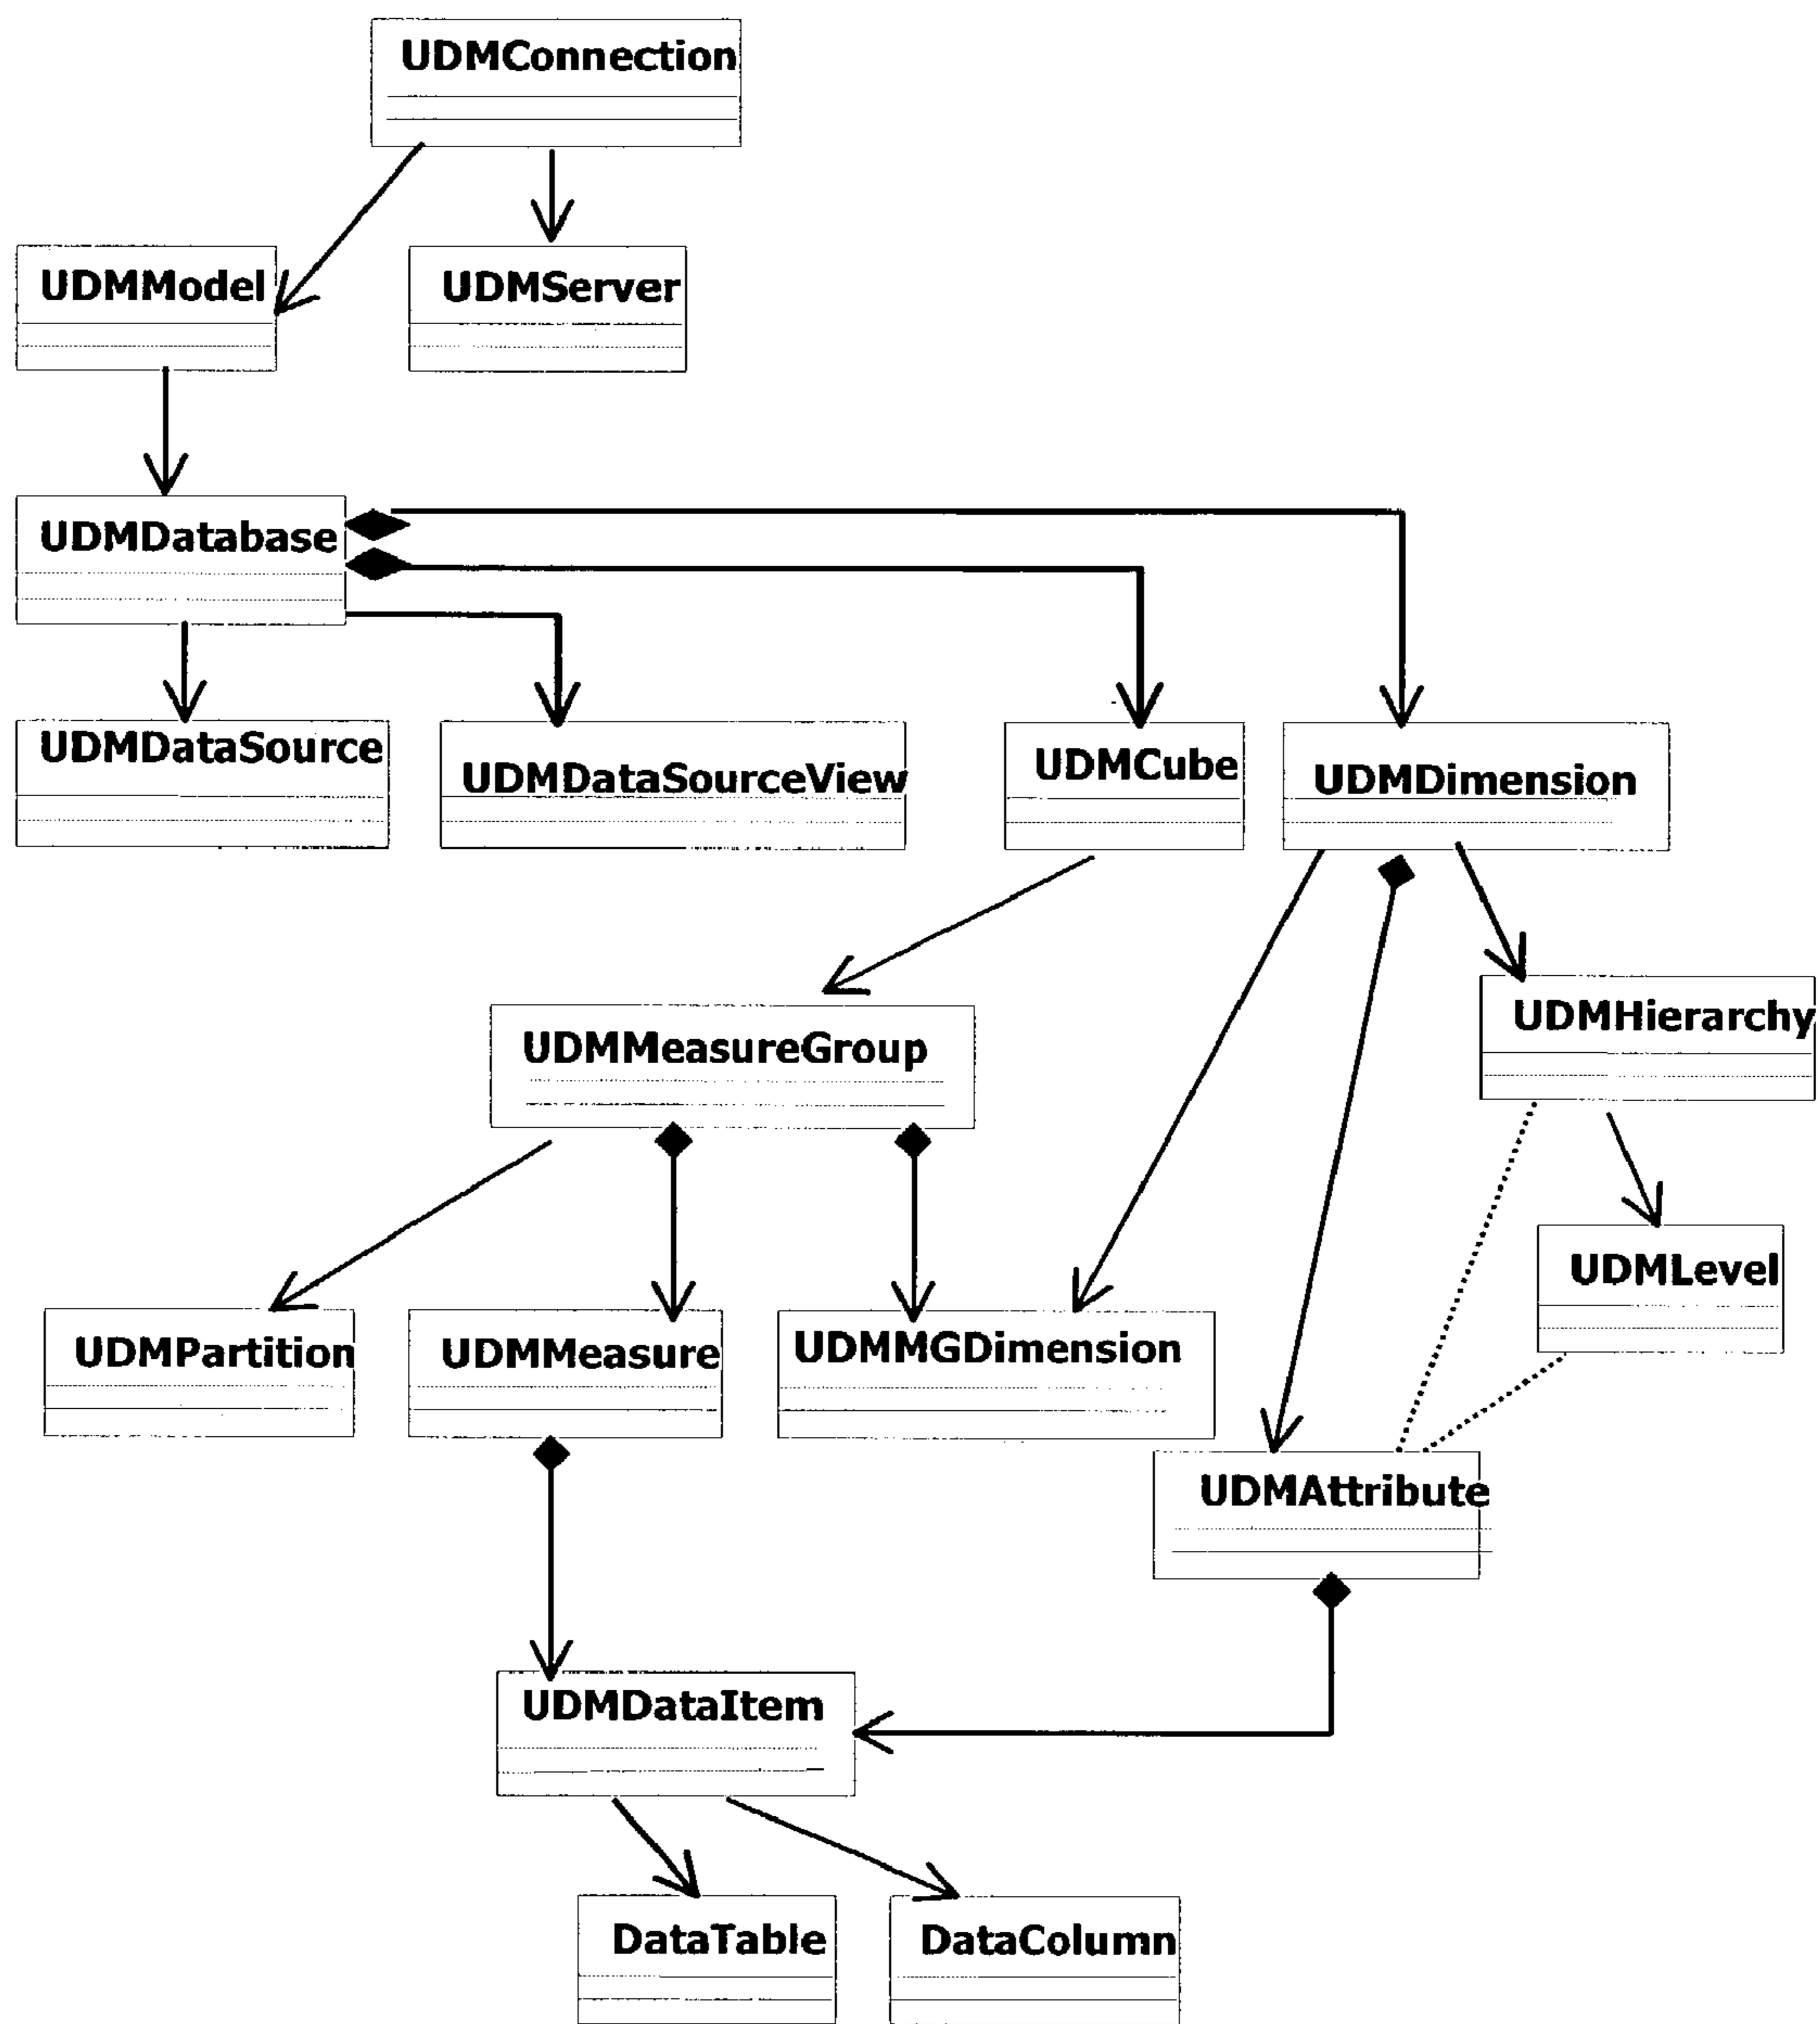 UDMConnection
UDMModel
UDMServer
UDMDatabase
UDMDataSource
UDMDataSourceView
UDMCube
UDMDimension
UDMHierarchy
UDMMeasureGroup
UDMLevel
UDMPartition
UDMMeasure
UDMMGDimension
UDMAttribute
UDMDataItem
DataTable
DataColumn